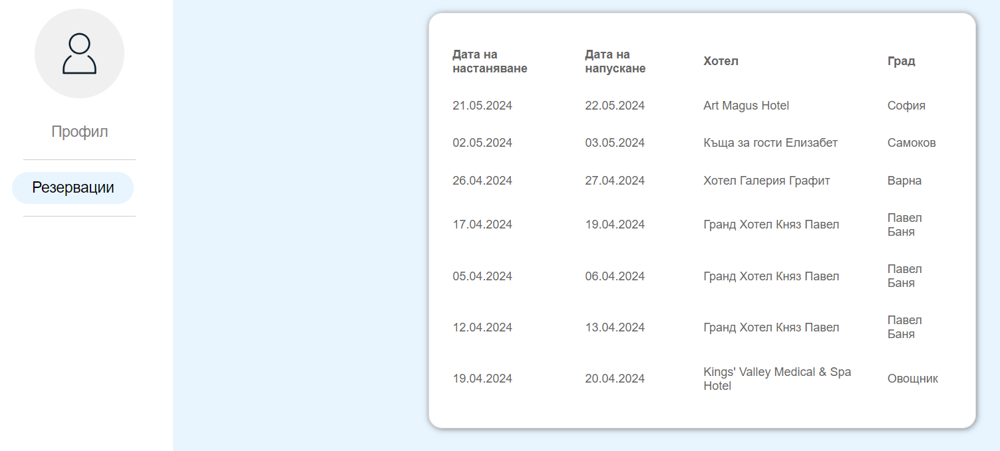 Профил
Резервации
Дата на настаняване Дата на напускане Хотел Град
21.05.2024 22.05.2024 Art Magus Hotel София
02.05.2024 03.05.2024 Къща за гости Елизабет Самоков
26.04.2024 27.04.2024 Хотел Галерия Графит Варна
17.04.2024 19.04.2024 Гранд Хотел Княз Павел Павел Баня
05.04.2024 06.04.2024 Гранд Хотел Княз Павел Павел Баня
12.04.2024 13.04.2024 Гранд Хотел Княз Павел Павел Баня
19.04.2024 20.04.2024 Kings' Valley Medical & Spa Hotel Овощник